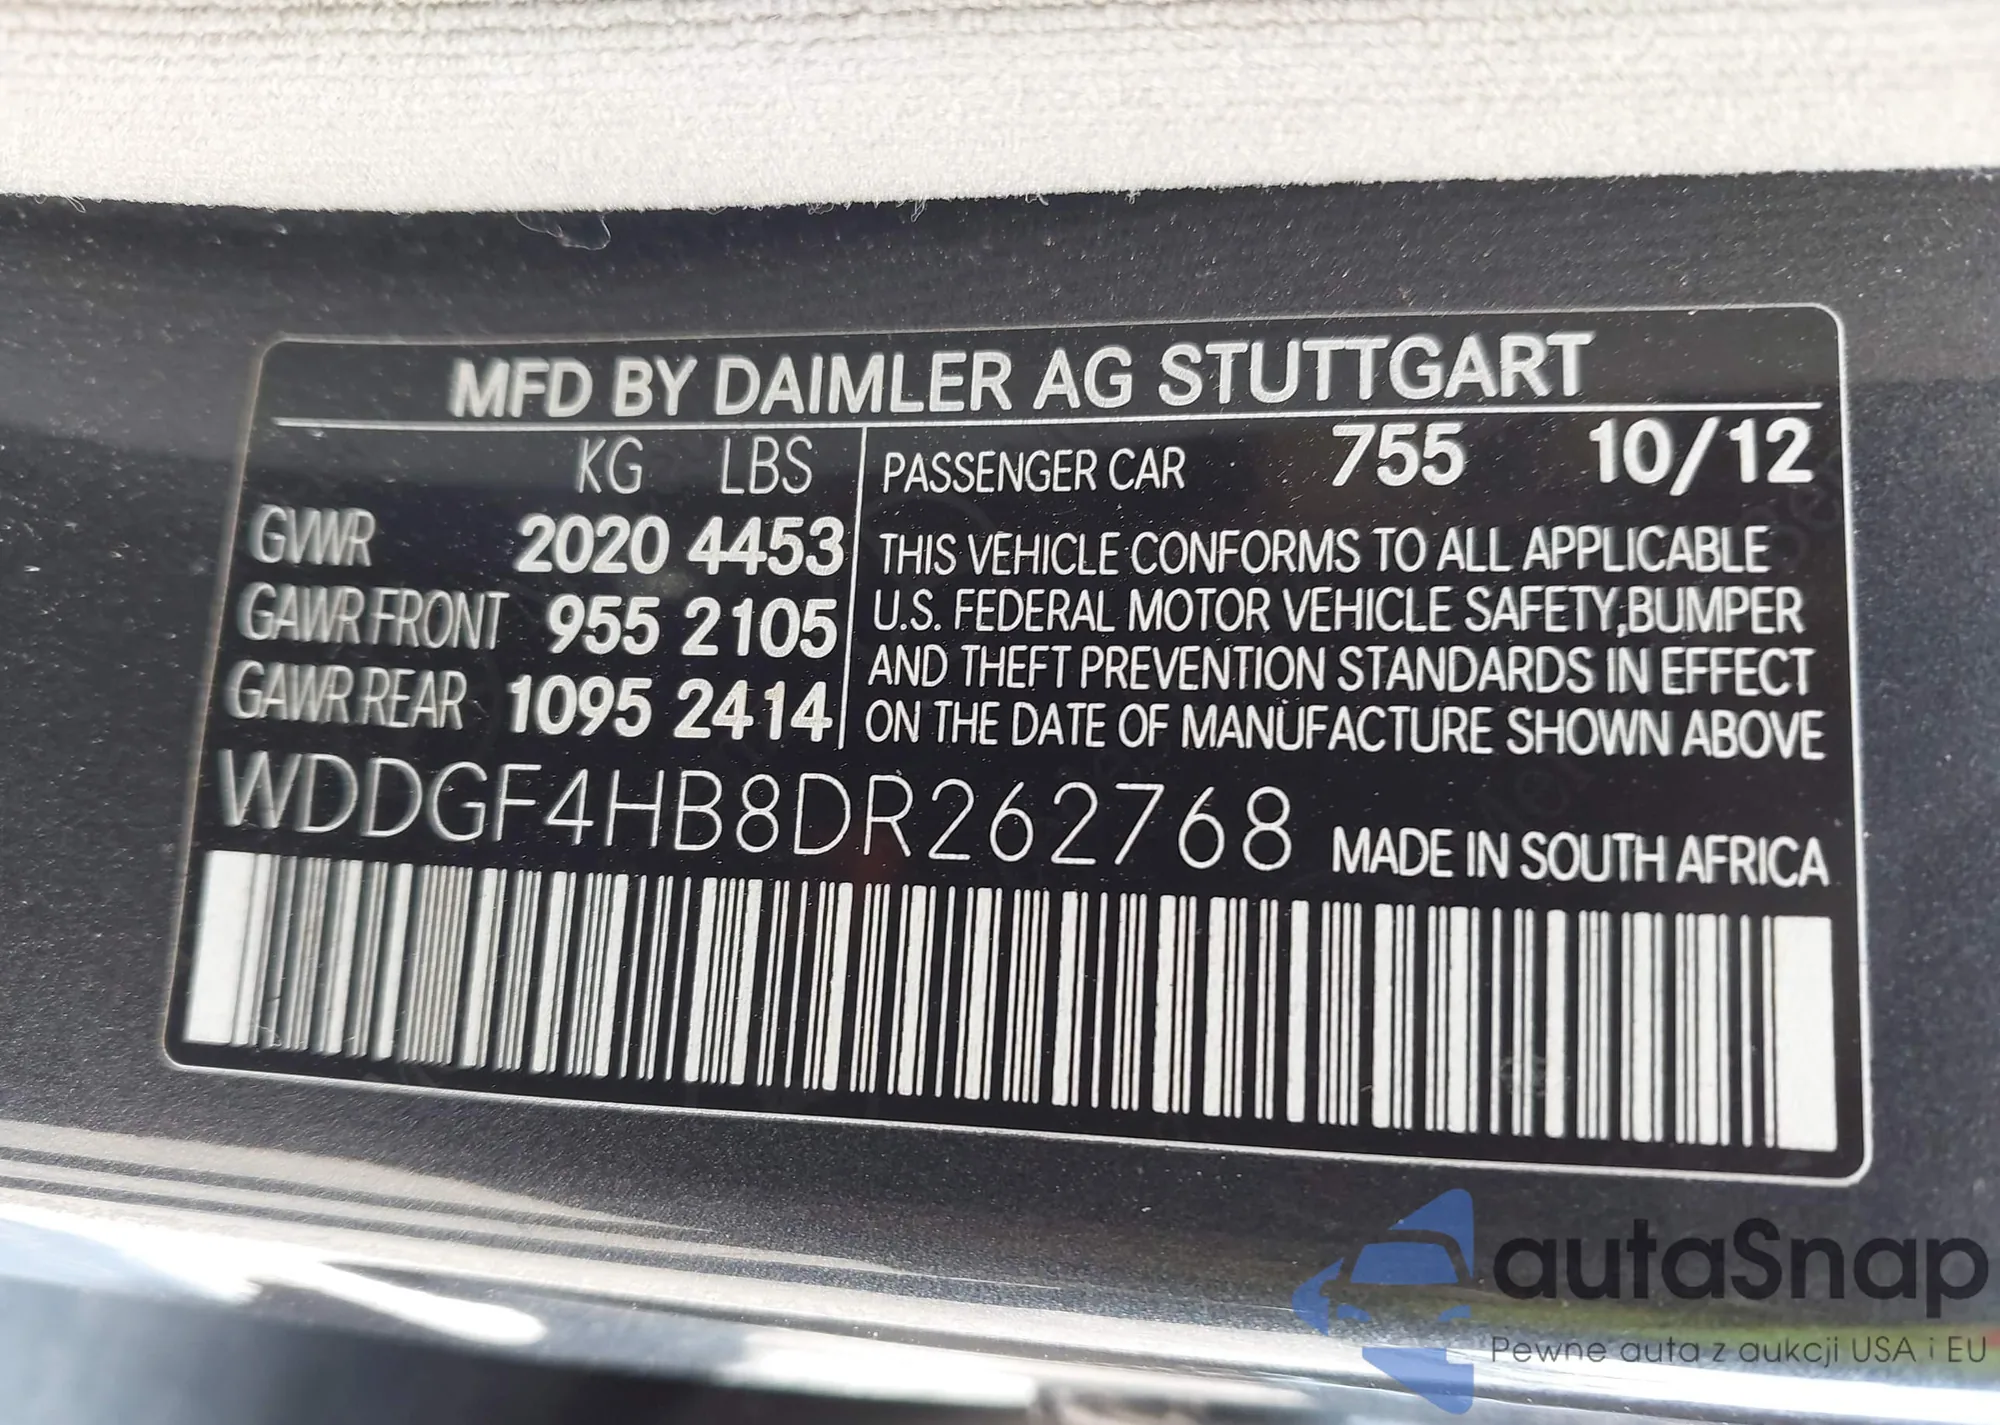 MFD BY DAIMLER AG STUTTGART
KG LBS
GVWR 2020 4453
GAWR FRONT 955 2105
GAWR REAR 1095 2414
PASSENGER CAR 755 10/12
THIS VEHICLE CONFORMS TO ALL APPLICABLE
U.S. FEDERAL MOTOR VEHICLE SAFETY,BUMPER
AND THEFT PREVENTION STANDARDS IN EFFECT
ON THE DATE OF MANUFACTURE SHOWN ABOVE
WDDGF4HB8DR262768 MADE IN SOUTH AFRICA
autaSnap
Pewne auta z aukcji USA i EU